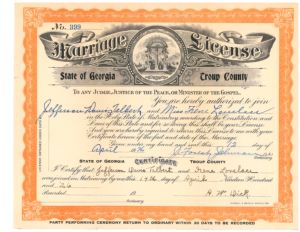 No. 399
Marriage License
State of Georgia Troup County
TO ANY JUDGE, JUSTICE OF THE PEACE, OR MINISTER OF THE GOSPEL:
You are hereby authorized to join
Jefferson Davis Talbert and Miss Irene Lovelace
in the Holy State of Matrimony according to the Constitution and
Laws of this State and for so doing this shall be your License
And you are hereby required to return this License to me with your
Certificate hereon of the fact and date of the Marriage.
Given under my hand and seal this 12 day of
April
Ordinary
Certificate
STATE OF GEORGIA TROUP COUNTY
I Certify that Jefferson Davis Talbert and Irene Lovelace
were joined in Matrimony by me this day of April Nineteen Hundred
and
Recorded 19
Ordinary
PARTY PERFORMING CEREMONY RETURN TO ORDINARY WITHIN 30 DAYS TO BE RECORDED